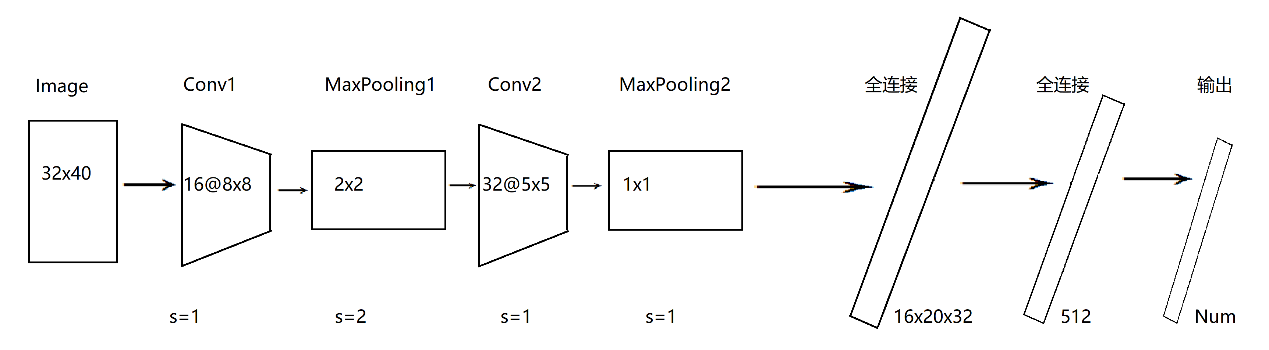 Image Conv1 MaxPooling1 Conv2 MaxPooling2 全连接 全连接 输出
32x40 16@8x8 2x2 32@5x5 1x1
s=1 s=2 s=1 s=1 16x20x32 512 Num